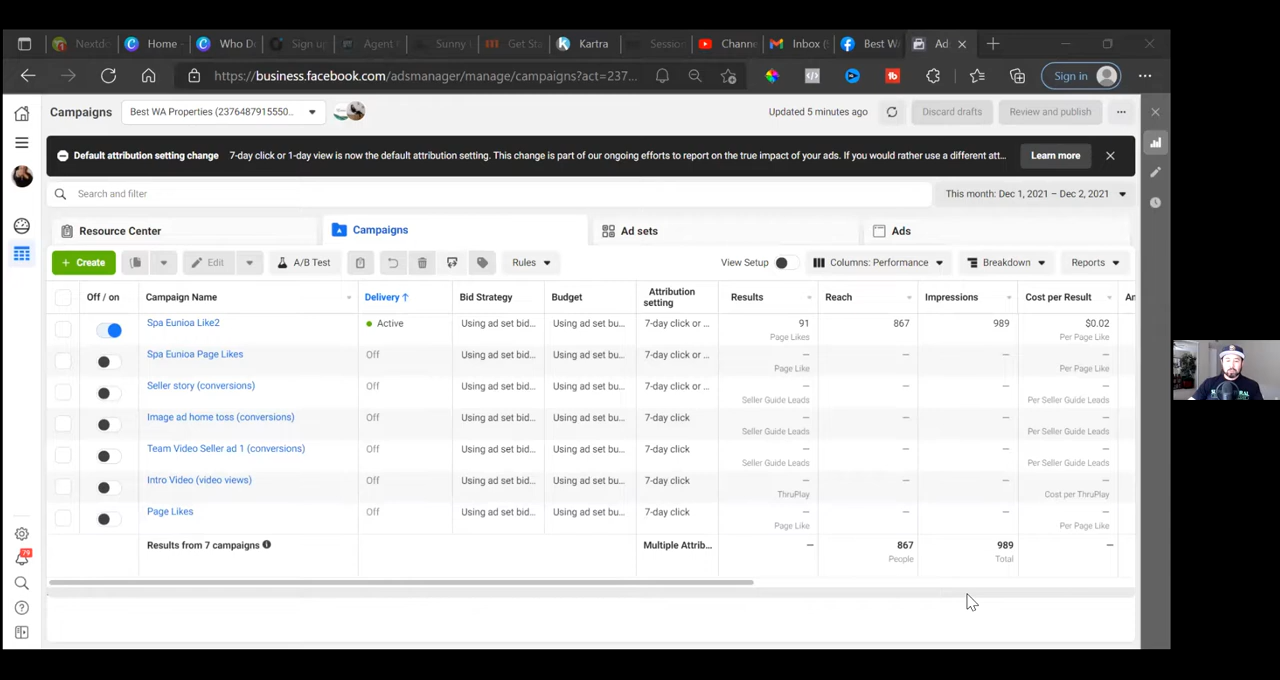 Nextdo Home Who D Sign up Agent Sunny Get Sta Kartra Sessio Chann Inbox ( Best W Ad
https://business.facebook.com/adsmanager/manage/campaigns?act=237... Sign in
Campaigns Best WA Properties (2376487915550... Updated 5 minutes ago Discard drafts Review and publish
Default attribution setting change 7-day click or 1-day view is now the default attribution setting. This change is part of our ongoing efforts to report on the true impact of your ads. If you would rather use a different att... Learn more
Search and filter This month: Dec 1, 2021 – Dec 2, 2021
Resource Center Campaigns Ad sets Ads
+ Create Edit A/B Test Rules View Setup Columns: Performance Breakdown Reports
Off / on Campaign Name Delivery ↑ Bid Strategy Budget Attribution setting Results Reach Impressions Cost per Result An
Spa Eunioa Like2 Active Using ad set bid... Using ad set bu... 7-day click or ... 91 867 989 $0.02
Page Likes Per Page Like
Spa Eunioa Page Likes Off Using ad set bid... Using ad set bu... 7-day click or ... — — — —
Page Like Per Page Like
Seller story (conversions) Off Using ad set bid... Using ad set bu... 7-day click or ... — — — —
Seller Guide Leads Per Seller Guide Leads
Image ad home toss (conversions) Off Using ad set bid... Using ad set bu... 7-day click — — — —
Seller Guide Leads Per Seller Guide Leads
Team Video Seller ad 1 (conversions) Off Using ad set bid... Using ad set bu... 7-day click — — — —
Seller Guide Leads Per Seller Guide Leads
Intro Video (video views) Off Using ad set bid... Using ad set bu... 7-day click — — — —
ThruPlay Cost per ThruPlay
Page Likes Off Using ad set bid... Using ad set bu... 7-day click — — — —
Page Like Per Page Like
Results from 7 campaigns Multiple Attrib... — 867 989 —
People Total
79